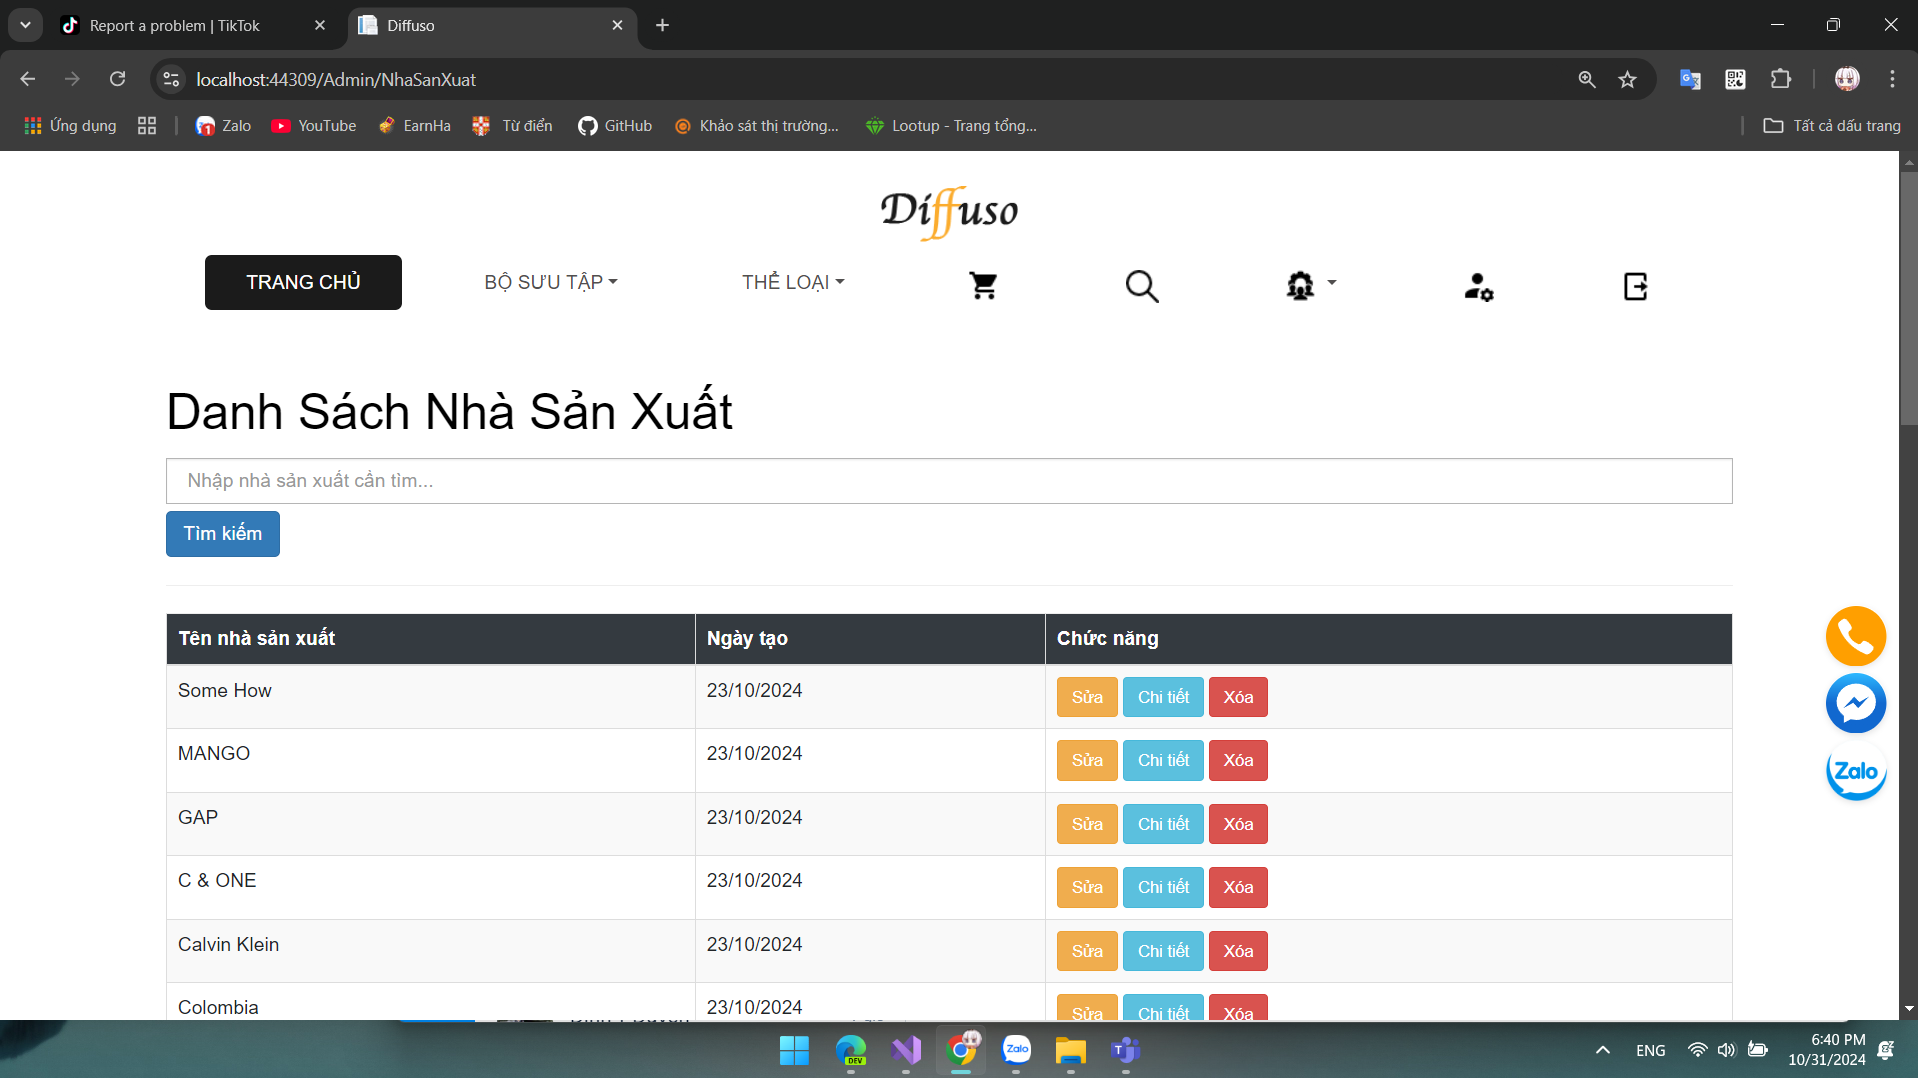 Report a problem | TikTok
Diffuso
localhost:44309/Admin/NhaSanXuat
Ứng dụng
Zalo
YouTube
EarnHa
Từ điển
GitHub
Khảo sát thị trường...
Lootup - Trang tổng...
Tất cả dấu trang
Diffuso
TRANG CHỦ
BỘ SƯU TẬP
THỂ LOẠI
Danh Sách Nhà Sản Xuất
Nhập nhà sản xuất cần tìm...
Tìm kiếm
Tên nhà sản xuất Ngày tạo Chức năng
Some How 23/10/2024 Sửa Chi tiết Xóa
MANGO 23/10/2024 Sửa Chi tiết Xóa
GAP 23/10/2024 Sửa Chi tiết Xóa
C & ONE 23/10/2024 Sửa Chi tiết Xóa
Calvin Klein 23/10/2024 Sửa Chi tiết Xóa
Colombia 23/10/2024 Sửa Chi tiết Xóa
Zalo
DEV
Zalo
ENG
6:40 PM
10/31/2024